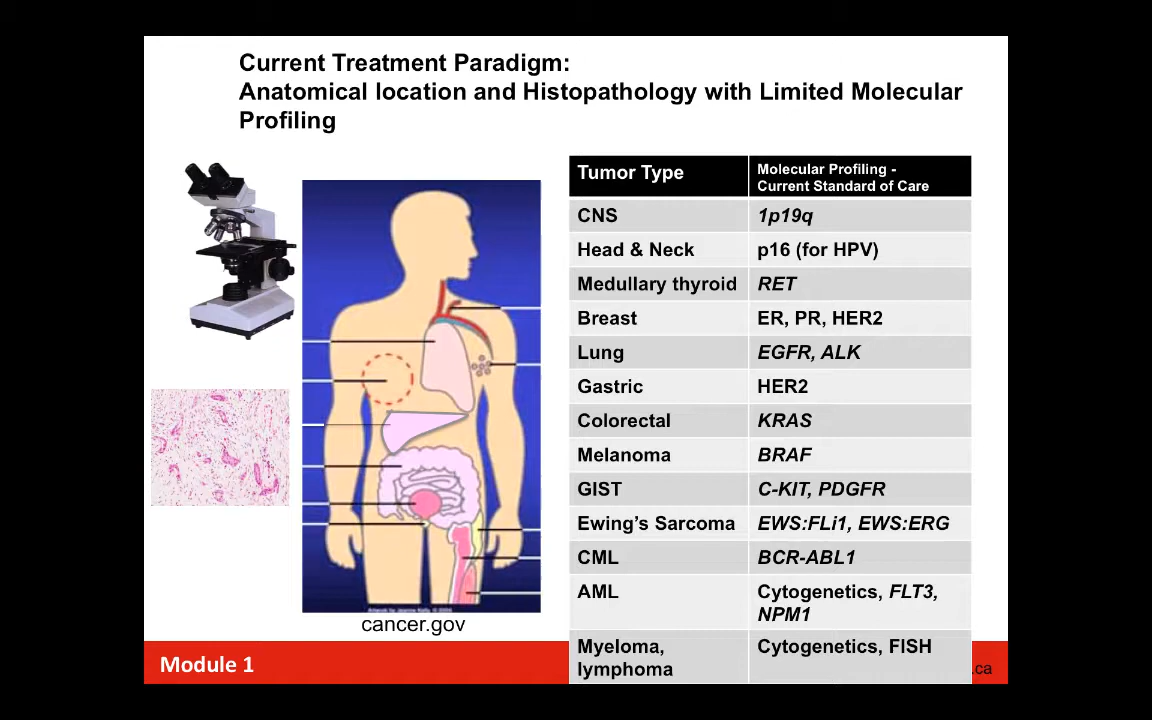 Current Treatment Paradigm:
Anatomical location and Histopathology with Limited Molecular
Profiling
Tumor Type
Molecular Profiling -
Current Standard of Care
CNS
1p19q
Head & Neck
p16 (for HPV)
Medullary thyroid
RET
Breast
ER, PR, HER2
Lung
EGFR, ALK
Gastric
HER2
Colorectal
KRAS
Melanoma
BRAF
GIST
C-KIT, PDGFR
Ewing’s Sarcoma
EWS:FLi1, EWS:ERG
CML
BCR-ABL1
AML
Cytogenetics, FLT3,
NPM1
Myeloma,
lymphoma
Cytogenetics, FISH
cancer.gov
Module 1
.ca